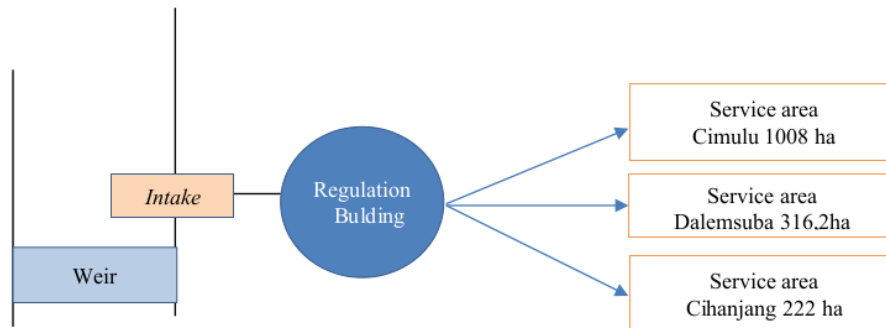 Service area
Cimulu 1008 ha
Intake
Regulation
Bulding
Service area
Dalemsuba 316,2ha
Weir
Service area
Cihanjang 222 ha